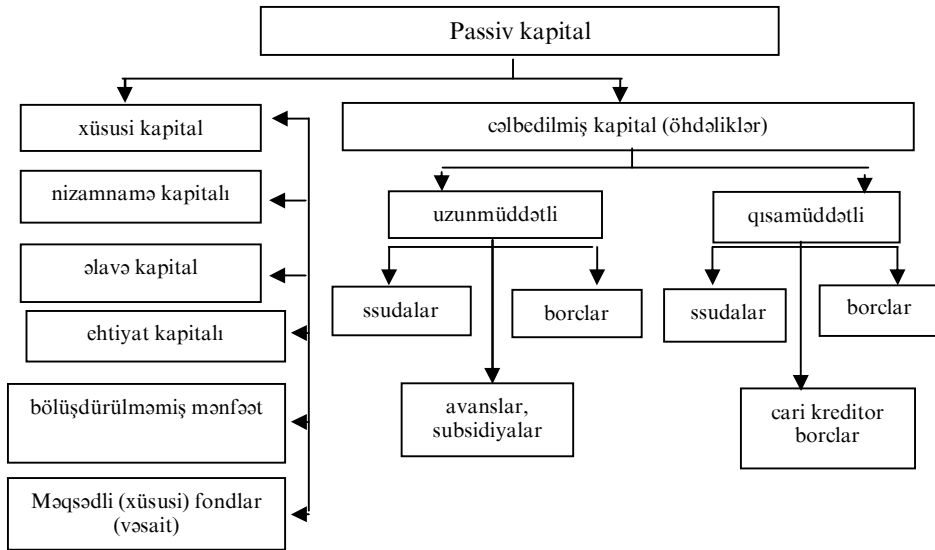 Passiv kapital
xüsusi kapital
cəlbedilmiş kapital (öhdəliklər)
nizamnamə kapitalı
əlavə kapital
ehtiyat kapitalı
bölüşdürülməmiş mənfəət
Məqsədli (xüsusi) fondlar
(vəsait)
uzunmüddətli
qısamüddətli
ssudalar
borclar
ssudalar
borclar
avanslar,
subsidiyalar
cari kreditor
borclar